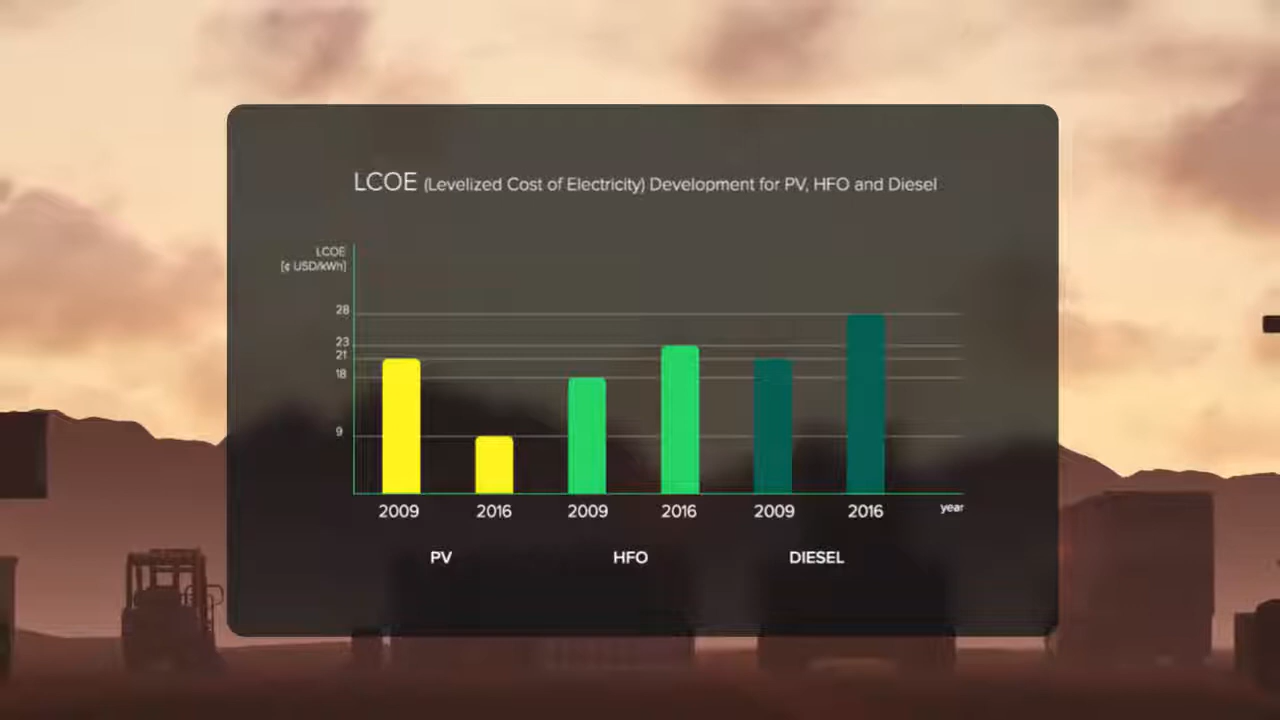 LCOE (Levelized Cost of Electricity) Development for PV, HFO and Diesel
LCOE
[¢ USD/kWh]
28
23
21
18
9
2009 2016 2009 2016 2009 2016 year
PV HFO DIESEL